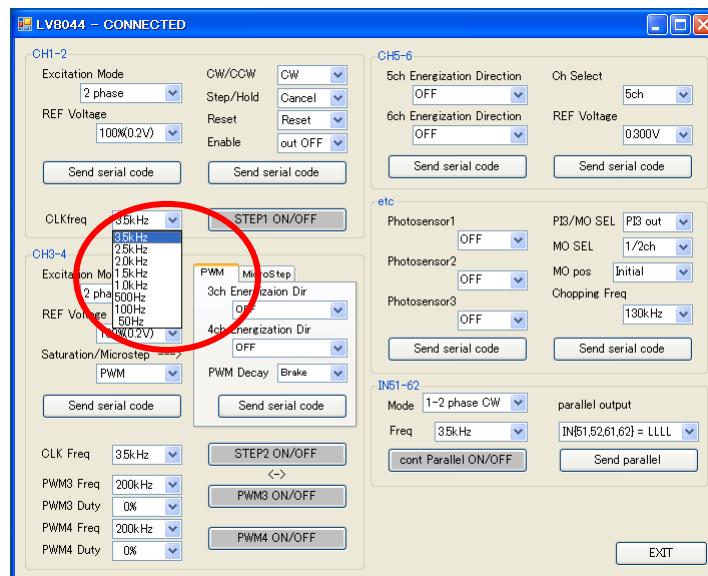 LV8044 - CONNECTED
CH1-2
Excitation Mode
2 phase
REF Voltage
100%(0.2V)
Send serial code
CW/CCW CW
Step/Hold Cancel
Reset Reset
Enable out OFF
Send serial code
CLKfreq 3.5kHz
STEP1 ON/OFF
3.5kHz
2.5kHz
2.0kHz
1.5kHz
1.0kHz
500Hz
100Hz
50Hz
CH3-4
Excitation Mo
2 pha
REF Voltage
100%(0.2V)
Saturation/Microstep --->
PWM
Send serial code
PWM MicroStep
3ch Energizaion Dir
OFF
4ch Energization Dir
OFF
PWM Decay Brake
Send serial code
CLK Freq 3.5kHz
PWM3 Freq 200kHz
PWM3 Duty 0%
PWM4 Freq 200kHz
PWM4 Duty 0%
STEP2 ON/OFF
<->
PWM3 ON/OFF
PWM4 ON/OFF
CH5-6
5ch Energization Direction
OFF
6ch Energization Direction
OFF
Send serial code
Ch Select
5ch
REF Voltage
0.300V
Send serial code
etc
Photosensor1
OFF
Photosensor2
OFF
Photosensor3
OFF
Send serial code
PI3/MO SEL PI3 out
MO SEL 1/2ch
MO pos Initial
Chopping Freq
130kHz
Send serial code
IN51-62
Mode 1-2 phase CW
Freq 3.5kHz
cont Parallel ON/OFF
parallel output
IN{51,52,61,62} = LLLL
Send parallel
EXIT